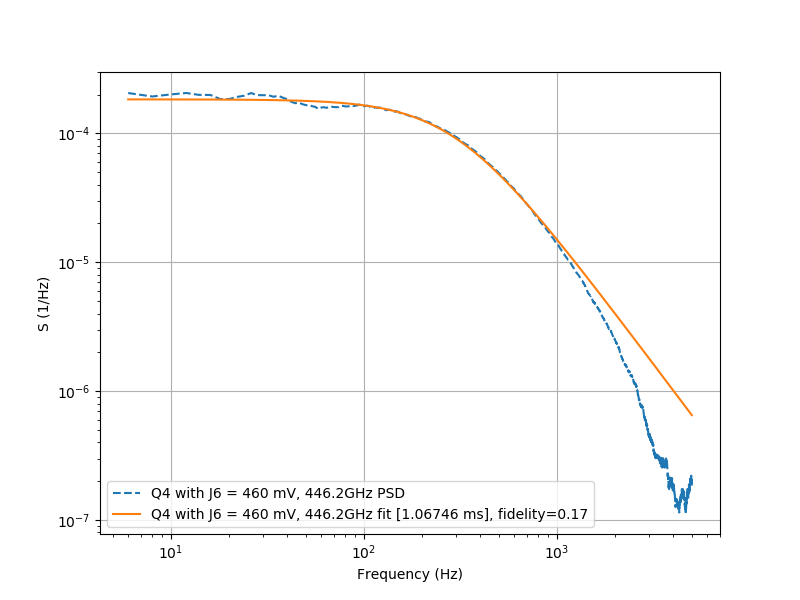 S (1/Hz)
10⁻⁴
10⁻⁵
10⁻⁶
10⁻⁷
Q4 with J6 = 460 mV, 446.2GHz PSD
Q4 with J6 = 460 mV, 446.2GHz fit [1.06746 ms], fidelity=0.17
10¹
10²
10³
Frequency (Hz)